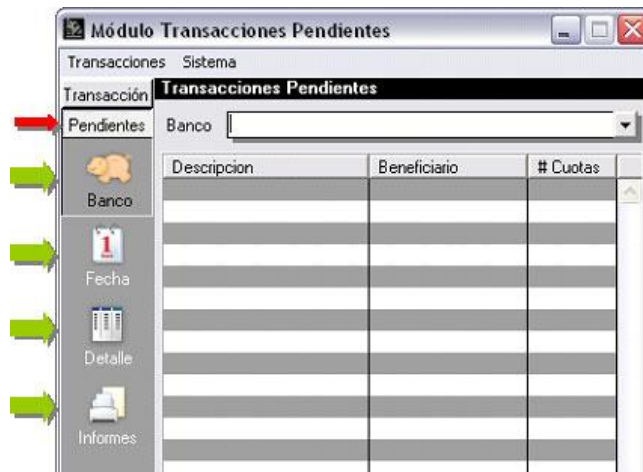 Módulo Transacciones Pendientes
Transacciones Sistema
Transacción
Transacciones Pendientes
Pendientes
Banco
Descripcion Beneficiario # Cuotas
Banco
1
Fecha
Detalle
Informes